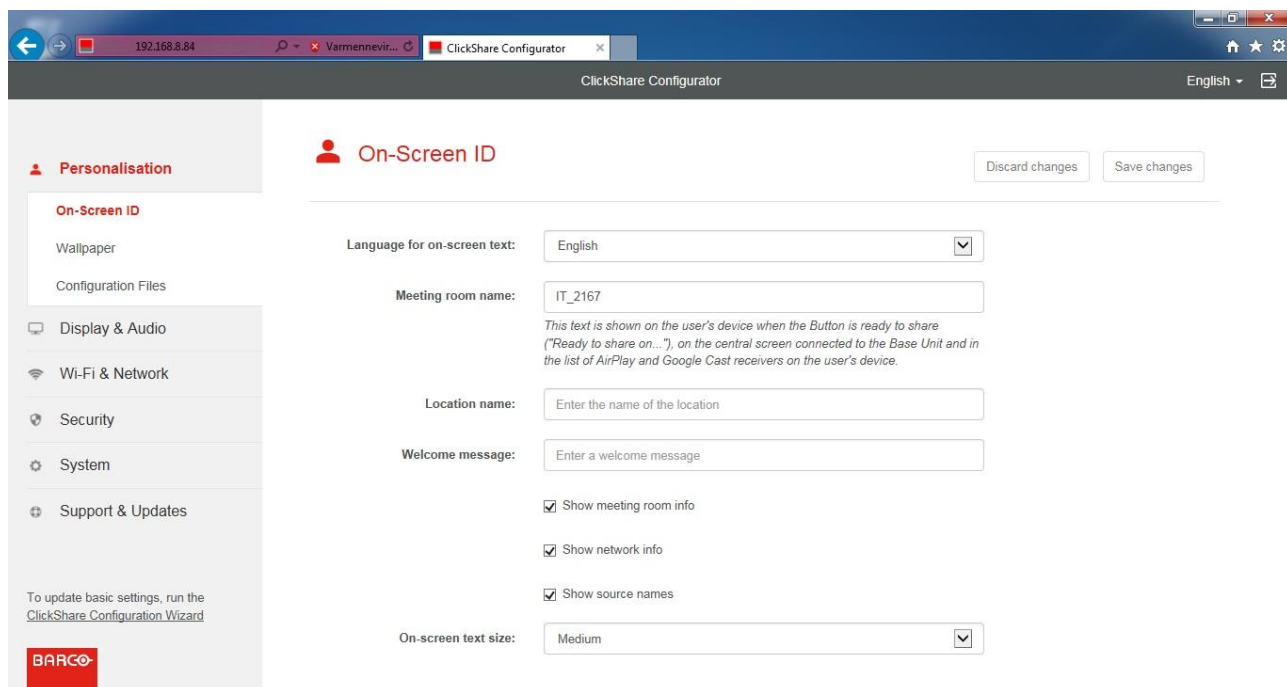 192.168.8.84
Varmennevir...
ClickShare Configurator
ClickShare Configurator
English
Personalisation
On-Screen ID
Wallpaper
Configuration Files
Display & Audio
Wi-Fi & Network
Security
System
Support & Updates
To update basic settings, run the
ClickShare Configuration Wizard
BARCO
On-Screen ID
Discard changes
Save changes
Language for on-screen text:
English
Meeting room name:
IT_2167
This text is shown on the user's device when the Button is ready to share
("Ready to share on..."), on the central screen connected to the Base Unit and in
the list of AirPlay and Google Cast receivers on the user's device.
Location name:
Enter the name of the location
Welcome message:
Enter a welcome message
Show meeting room info
Show network info
Show source names
On-screen text size:
Medium